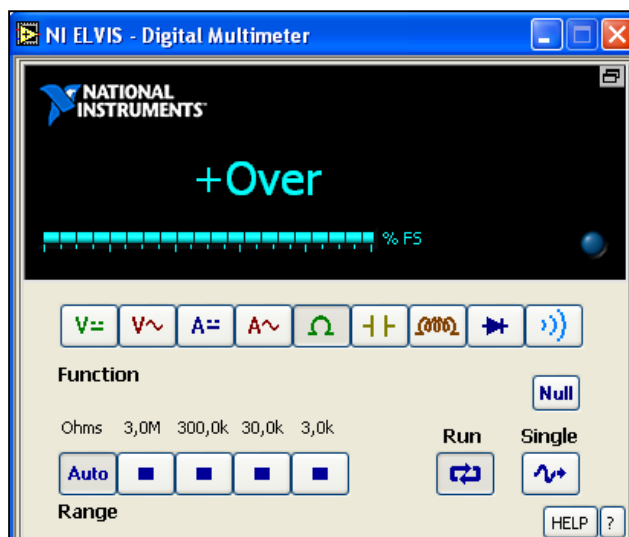 NI ELVIS - Digital Multimeter
NATIONAL
INSTRUMENTS™
+Over
% FS
V= V~ A= A~ Ω
Function
Null
Ohms 3,0M 300,0k 30,0k 3,0k
Run Single
Auto
Range
HELP ?